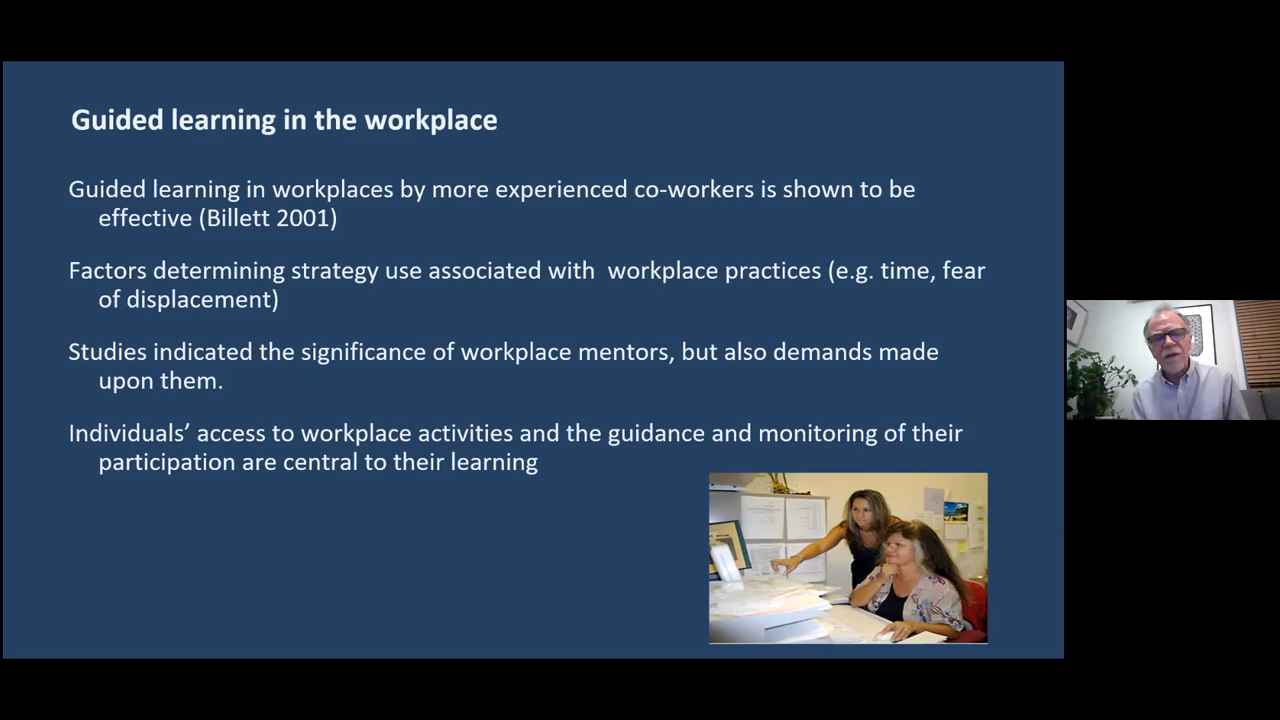 Guided learning in the workplace
Guided learning in workplaces by more experienced co-workers is shown to be
effective (Billett 2001)
Factors determining strategy use associated with  workplace practices (e.g. time, fear
of displacement)
Studies indicated the significance of workplace mentors, but also demands made
upon them.
Individuals’ access to workplace activities and the guidance and monitoring of their
participation are central to their learning